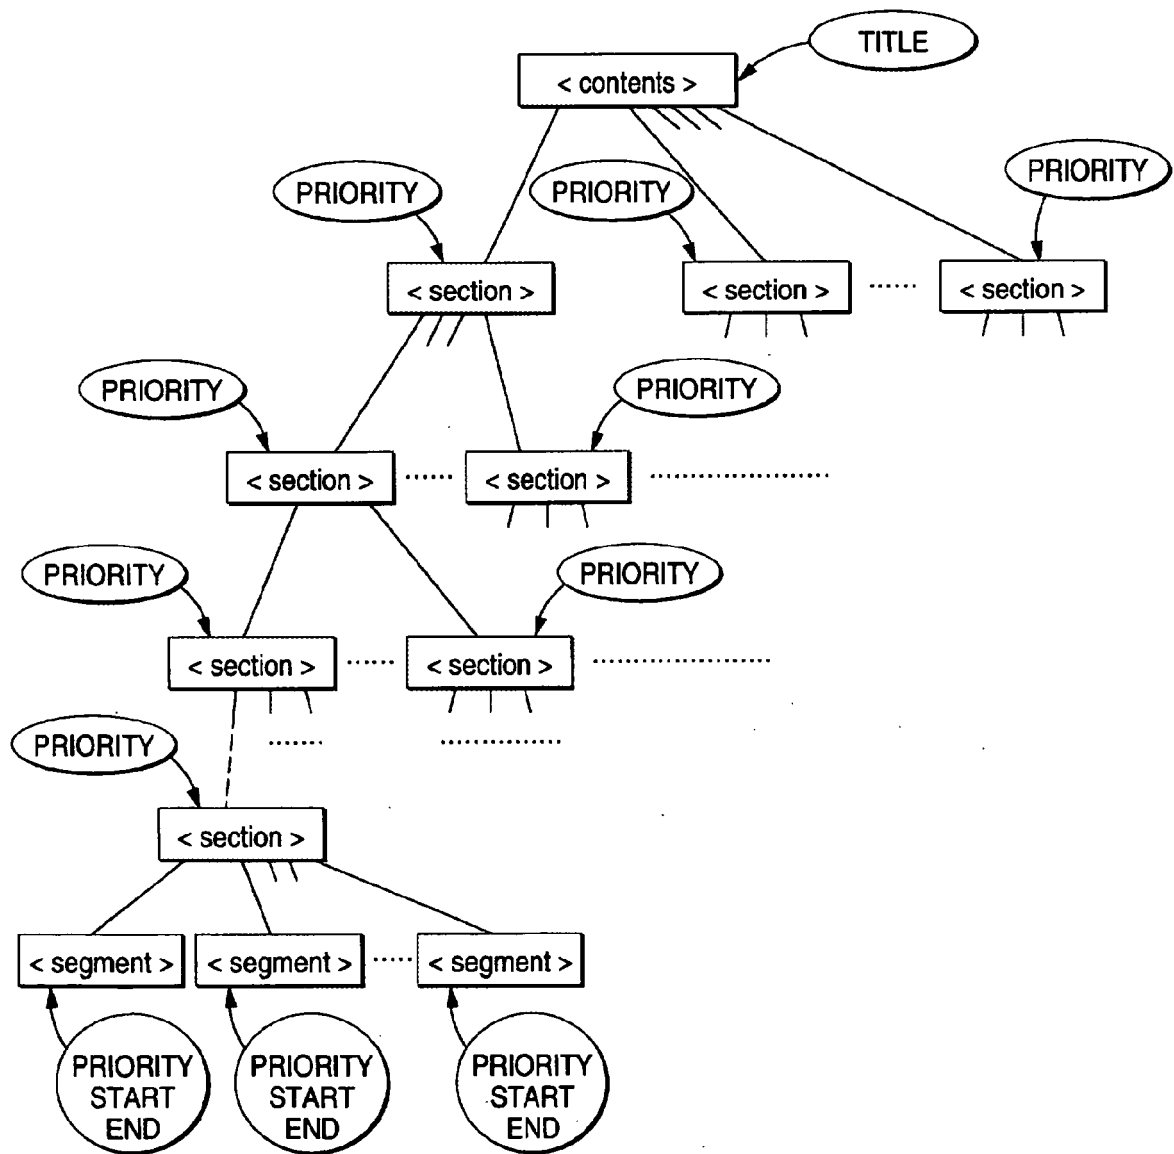 TITLE
< contents >
PRIORITY
PRIORITY
PRIORITY
< section >
< section >
< section >
PRIORITY
PRIORITY
< section >
< section >
PRIORITY
PRIORITY
< section >
< section >
PRIORITY
< section >
< segment >
< segment >
< segment >
PRIORITY
START
END
PRIORITY
START
END
PRIORITY
START
END